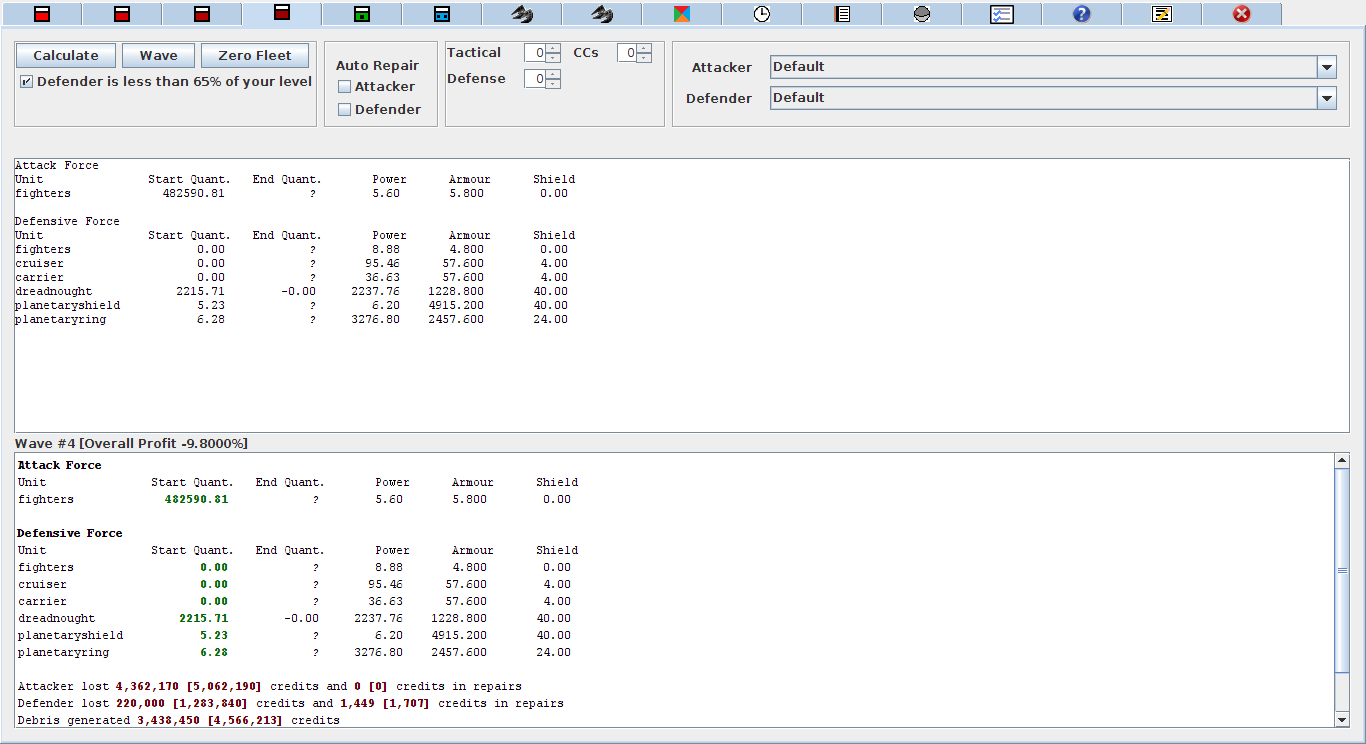 Calculate Wave Zero Fleet
Defender is less than 65% of your level
Auto Repair
Attacker
Defender
Tactical 0 CCs 0
Defense 0
Attacker Default
Defender Default
Attack Force
Unit Start Quant. End Quant. Power Armour Shield
fighters 482590.81 ? 5.60 5.800 0.00
Defensive Force
Unit Start Quant. End Quant. Power Armour Shield
fighters 0.00 ? 8.88 4.800 0.00
cruiser 0.00 ? 95.46 57.600 4.00
carrier 0.00 ? 36.63 57.600 4.00
dreadnought 2215.71 -0.00 2237.76 1228.800 40.00
planetaryshield 5.23 ? 6.20 4915.200 40.00
planetaryring 6.28 ? 3276.80 2457.600 24.00
Wave #4 [Overall Profit -9.8000%]
Attack Force
Unit Start Quant. End Quant. Power Armour Shield
fighters 482590.81 ? 5.60 5.800 0.00
Defensive Force
Unit Start Quant. End Quant. Power Armour Shield
fighters 0.00 ? 8.88 4.800 0.00
cruiser 0.00 ? 95.46 57.600 4.00
carrier 0.00 ? 36.63 57.600 4.00
dreadnought 2215.71 -0.00 2237.76 1228.800 40.00
planetaryshield 5.23 ? 6.20 4915.200 40.00
planetaryring 6.28 ? 3276.80 2457.600 24.00
Attacker lost 4,362,170 [5,062,190] credits and 0 [0] credits in repairs
Defender lost 220,000 [1,283,840] credits and 1,449 [1,707] credits in repairs
Debris generated 3,438,450 [4,566,213] credits